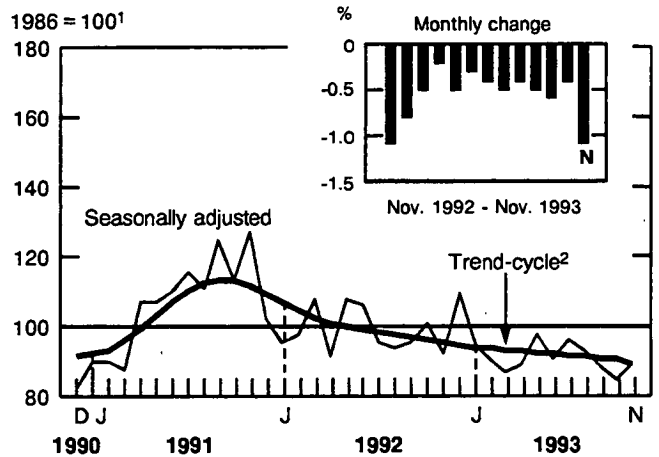 1986 = 100¹
180
160
140
120
100
80
Seasonally adjusted
Trend-cycle²
D J
J
J
N
1990
1991
1992
1993
%
Monthly change
0
-0.5
-1.0
-1.5
N
Nov. 1992 - Nov. 1993